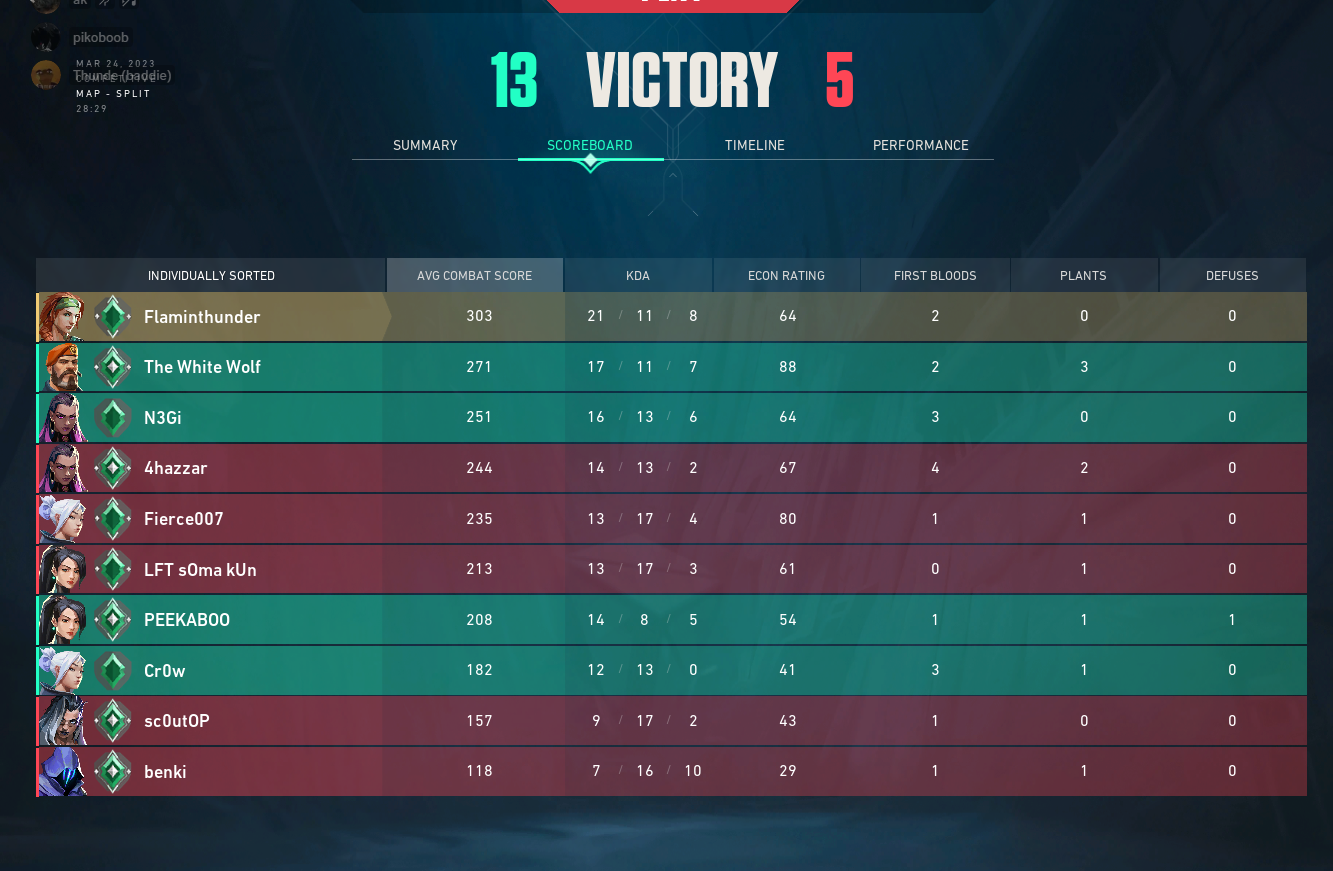 ak
pikoboob
MAR 24, 2023
Thunde (baddie)
COMPETITIVE
MAP - SPLIT
28:29
13 VICTORY 5
SUMMARY SCOREBOARD TIMELINE PERFORMANCE
INDIVIDUALLY SORTED AVG COMBAT SCORE KDA ECON RATING FIRST BLOODS PLANTS DEFUSES
Flaminthunder 303 21 / 11 / 8 64 2 0 0
The White Wolf 271 17 / 11 / 7 88 2 3 0
N3Gi 251 16 / 13 / 6 64 3 0 0
4hazzar 244 14 / 13 / 2 67 4 2 0
Fierce007 235 13 / 17 / 4 80 1 1 0
LFT sOma kUn 213 13 / 17 / 3 61 0 1 0
PEEKABOO 208 14 / 8 / 5 54 1 1 1
Cr0w 182 12 / 13 / 0 41 3 1 0
sc0utOP 157 9 / 17 / 2 43 1 0 0
benki 118 7 / 16 / 10 29 1 1 0